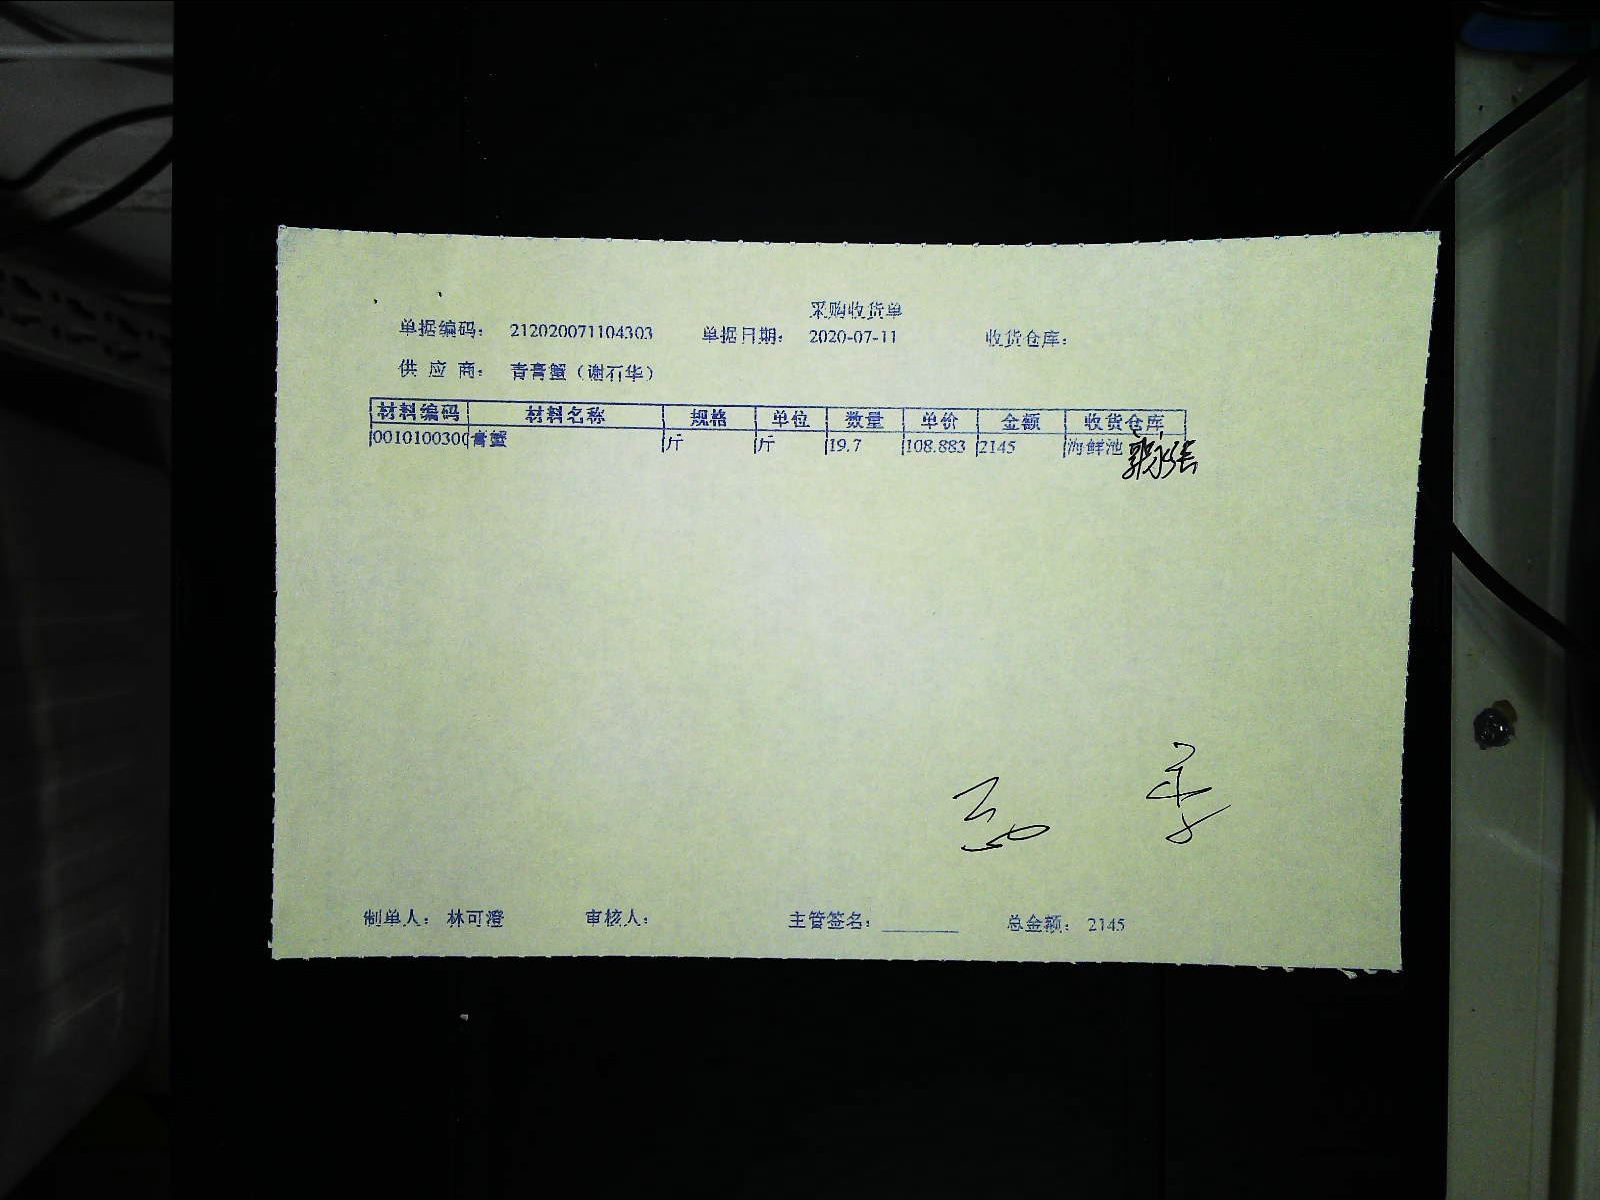 采购收货单
单据编码： 212020071104303 单据日期： 2020-07-11 收货仓库：
供 应 商： 青膏蟹（谢石华）
材料编码 材料名称 规格 单位 数量 单价 金额 收货仓库
0010100300 膏蟹 斤 斤 19.7 108.883 2145 海鲜池
制单人： 林可澄 审核人： 主管签名： 总金额： 2145